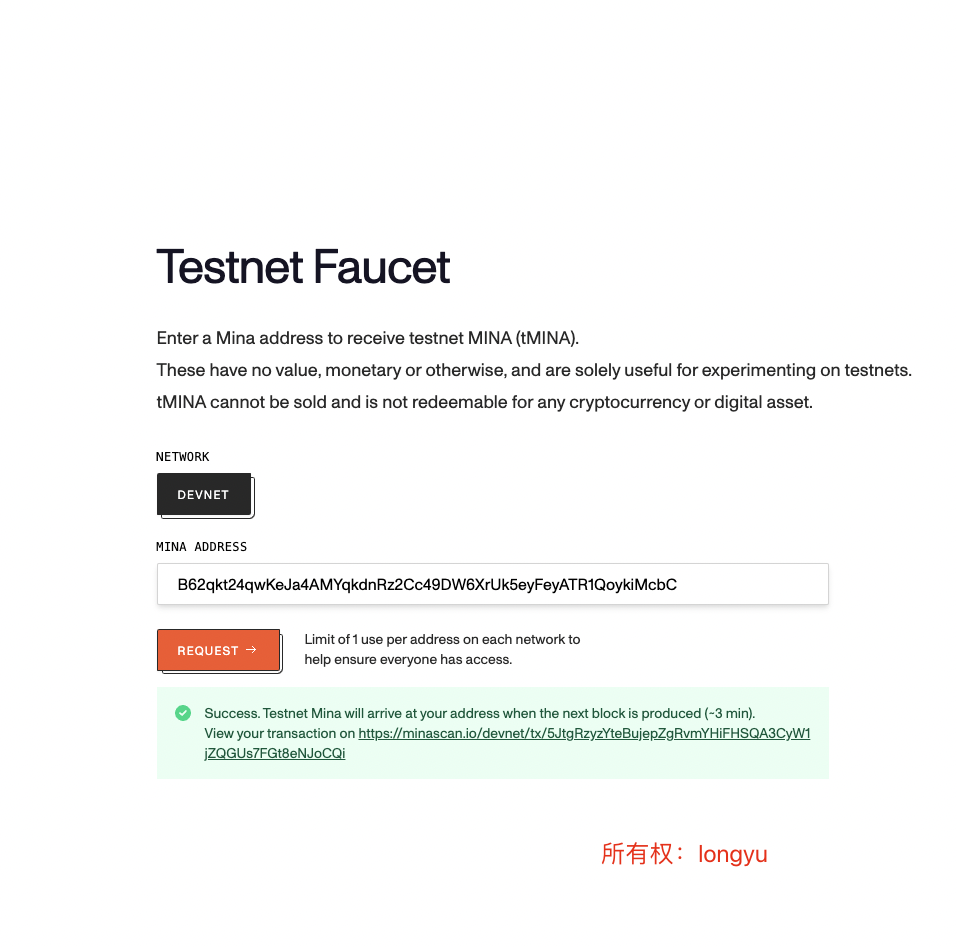 Testnet Faucet
Enter a Mina address to receive testnet MINA (tMINA).
These have no value, monetary or otherwise, and are solely useful for experimenting on testnets.
tMINA cannot be sold and is not redeemable for any cryptocurrency or digital asset.
NETWORK
DEVNET
MINA ADDRESS
B62qkt24qwKeJa4AMYqkdnRz2Cc49DW6XrUk5eyFeyATR1QoykiMcbC
REQUEST →
Limit of 1 use per address on each network to
help ensure everyone has access.
Success. Testnet Mina will arrive at your address when the next block is produced (~3 min).
View your transaction on https://minascan.io/devnet/tx/5JtgRzyzYteBujepZgRvmYHiFHSQA3CyW1
jZQGUs7FGt8eNJoCQi
所有权：longyu